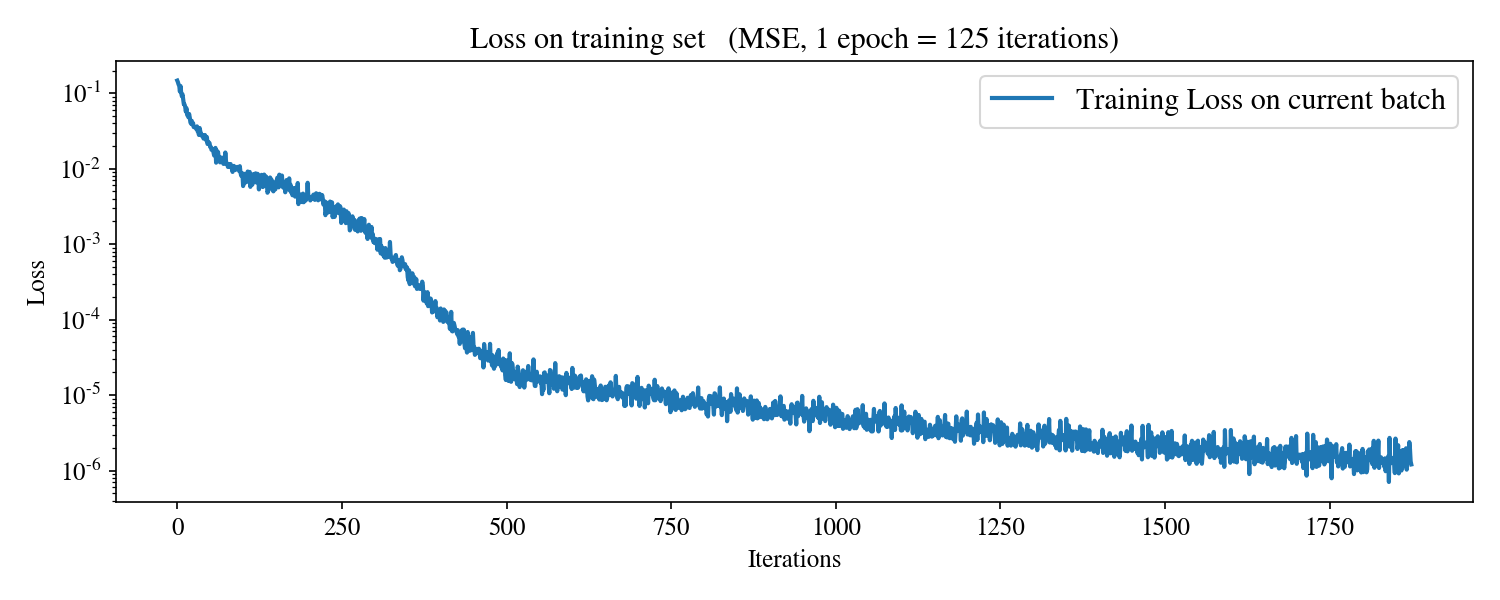 Loss on training set (MSE, 1 epoch = 125 iterations)
Training Loss on current batch
Loss
10⁻¹
10⁻²
10⁻³
10⁻⁴
10⁻⁵
10⁻⁶
0 250 500 750 1000 1250 1500 1750
Iterations